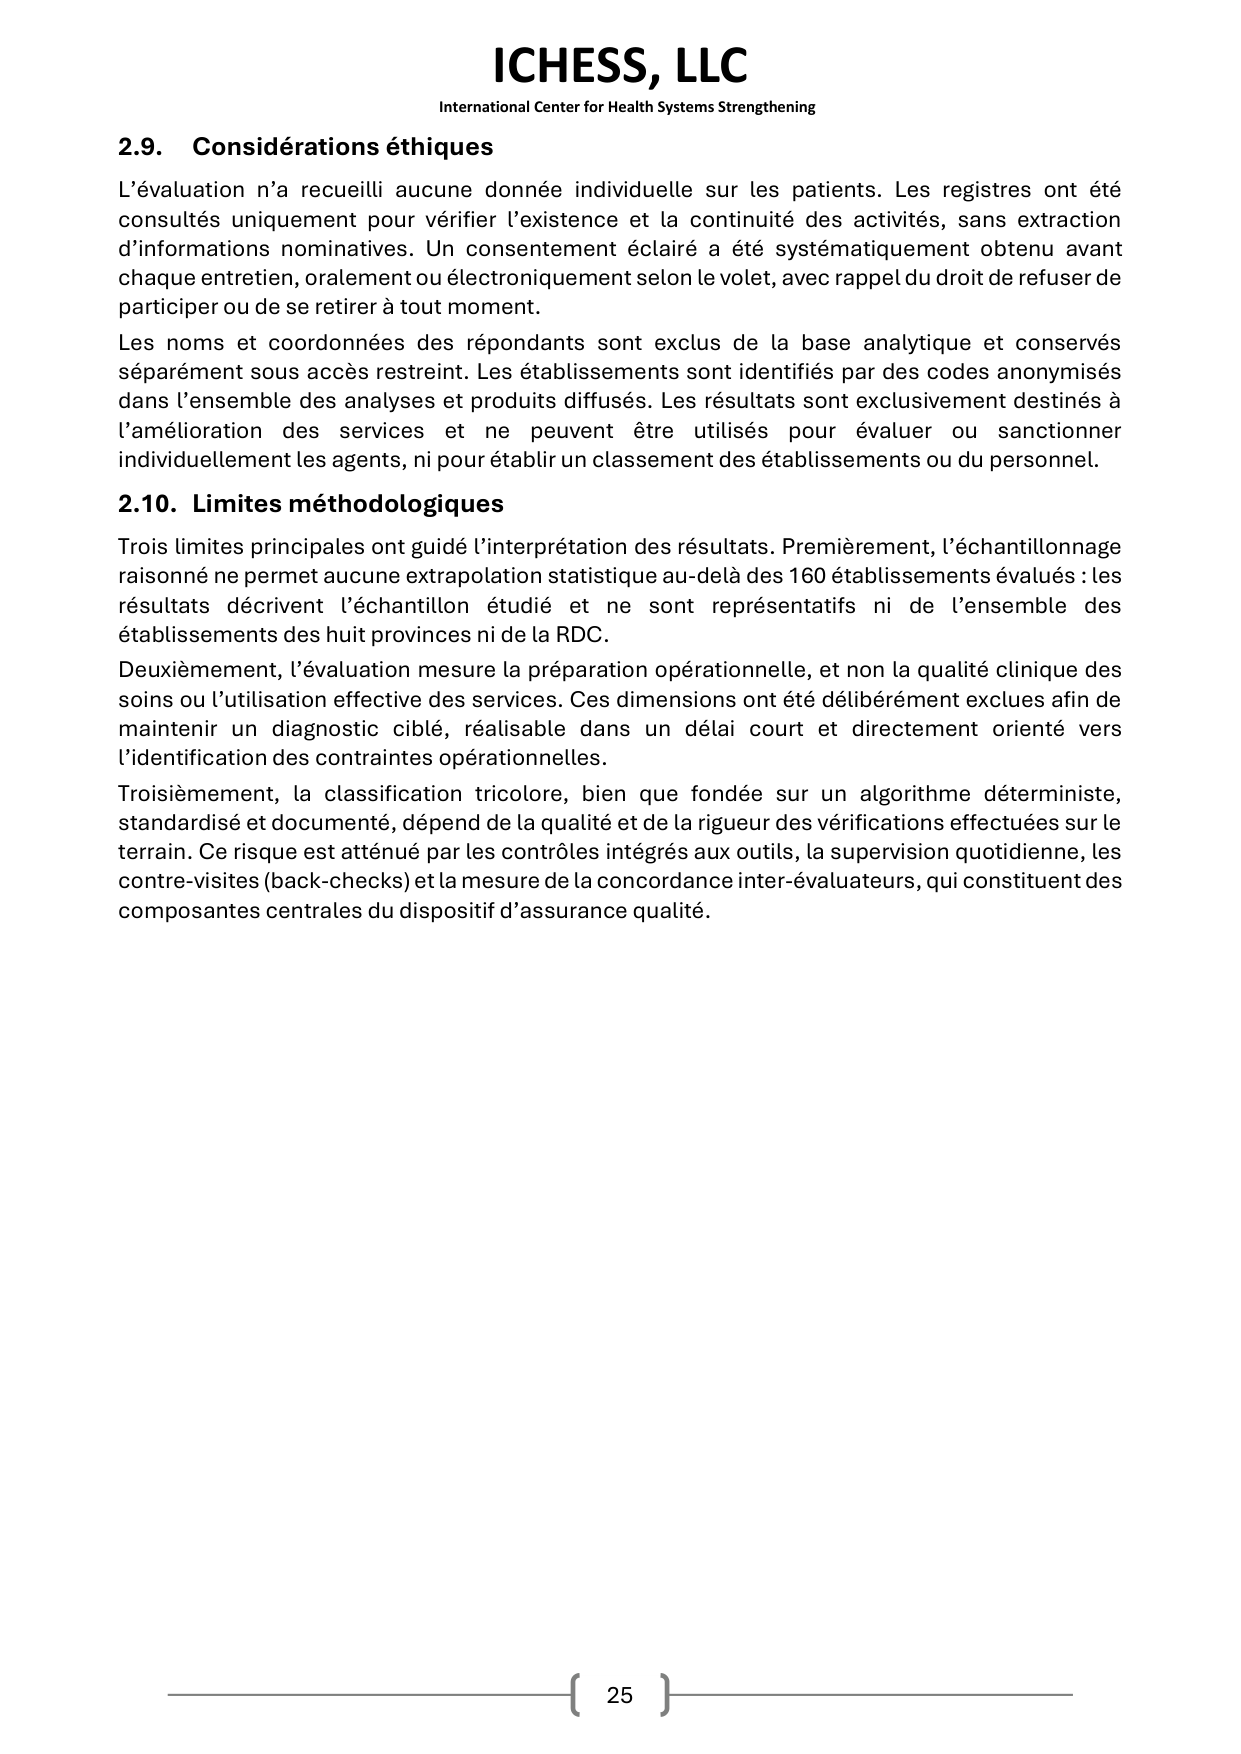 ICHESS, LLC
International Center for Health Systems Strengthening
2.9. Considérations éthiques
L’évaluation n’a recueilli aucune donnée individuelle sur les patients. Les registres ont été
consultés uniquement pour vérifier l’existence et la continuité des activités, sans extraction
d’informations nominatives. Un consentement éclairé a été systématiquement obtenu avant
chaque entretien, oralement ou électroniquement selon le volet, avec rappel du droit de refuser de
participer ou de se retirer à tout moment.
Les noms et coordonnées des répondants sont exclus de la base analytique et conservés
séparément sous accès restreint. Les établissements sont identifiés par des codes anonymisés
dans l’ensemble des analyses et produits diffusés. Les résultats sont exclusivement destinés à
l’amélioration des services et ne peuvent être utilisés pour évaluer ou sanctionner
individuellement les agents, ni pour établir un classement des établissements ou du personnel.
2.10. Limites méthodologiques
Trois limites principales ont guidé l’interprétation des résultats. Premièrement, l’échantillonnage
raisonné ne permet aucune extrapolation statistique au-delà des 160 établissements évalués : les
résultats décrivent l’échantillon étudié et ne sont représentatifs ni de l’ensemble des
établissements des huit provinces ni de la RDC.
Deuxièmement, l’évaluation mesure la préparation opérationnelle, et non la qualité clinique des
soins ou l’utilisation effective des services. Ces dimensions ont été délibérément exclues afin de
maintenir un diagnostic ciblé, réalisable dans un délai court et directement orienté vers
l’identification des contraintes opérationnelles.
Troisièmement, la classification tricolore, bien que fondée sur un algorithme déterministe,
standardisé et documenté, dépend de la qualité et de la rigueur des vérifications effectuées sur le
terrain. Ce risque est atténué par les contrôles intégrés aux outils, la supervision quotidienne, les
contre-visites (back-checks) et la mesure de la concordance inter-évaluateurs, qui constituent des
composantes centrales du dispositif d’assurance qualité.
25